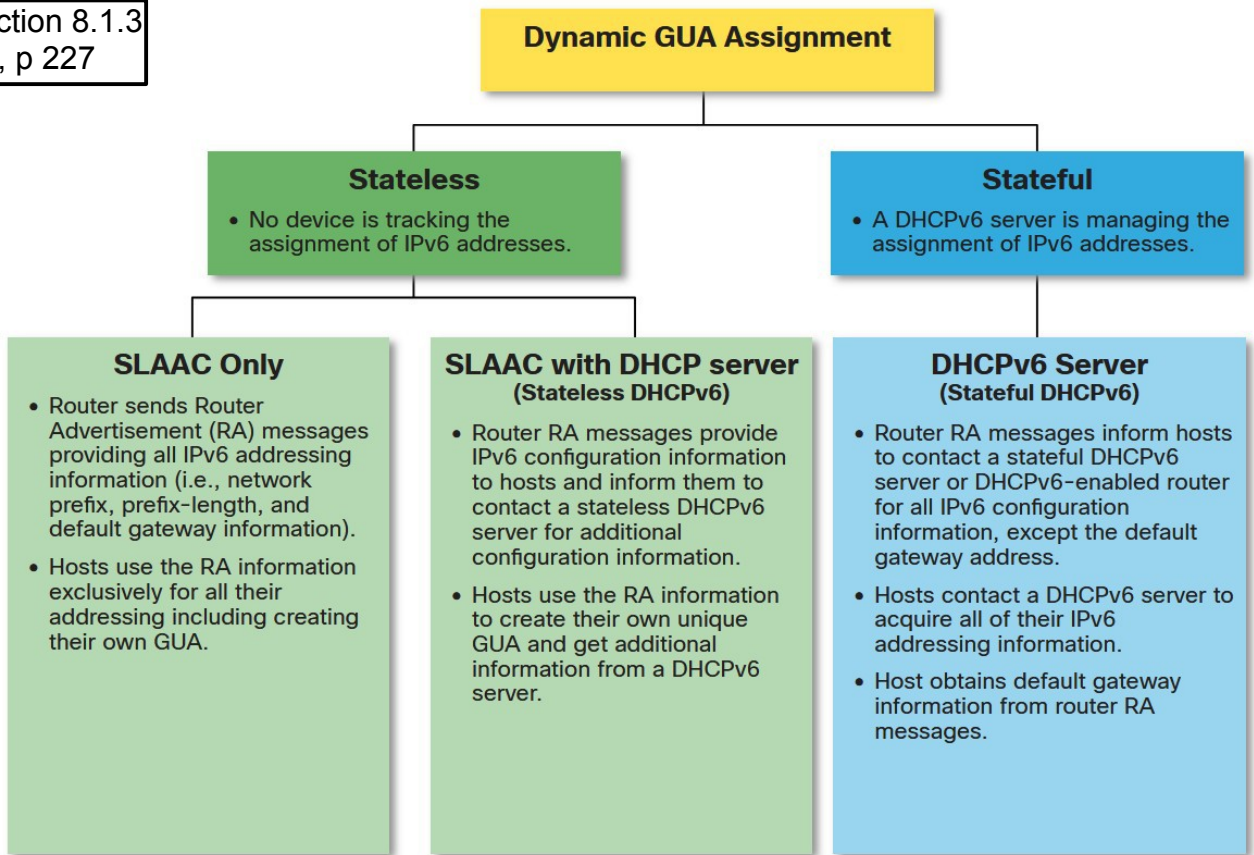 ction 8.1.3
, p 227
Dynamic GUA Assignment
Stateless
• No device is tracking the
assignment of IPv6 addresses.
Stateful
• A DHCPv6 server is managing the
assignment of IPv6 addresses.
SLAAC Only
• Router sends Router
Advertisement (RA) messages
providing all IPv6 addressing
information (i.e., network
prefix, prefix-length, and
default gateway information).
• Hosts use the RA information
exclusively for all their
addressing including creating
their own GUA.
SLAAC with DHCP server
(Stateless DHCPv6)
• Router RA messages provide
IPv6 configuration information
to hosts and inform them to
contact a stateless DHCPv6
server for additional
configuration information.
• Hosts use the RA information
to create their own unique
GUA and get additional
information from a DHCPv6
server.
DHCPv6 Server
(Stateful DHCPv6)
• Router RA messages inform hosts
to contact a stateful DHCPv6
server or DHCPv6-enabled router
for all IPv6 configuration
information, except the default
gateway address.
• Hosts contact a DHCPv6 server to
acquire all of their IPv6
addressing information.
• Host obtains default gateway
information from router RA
messages.